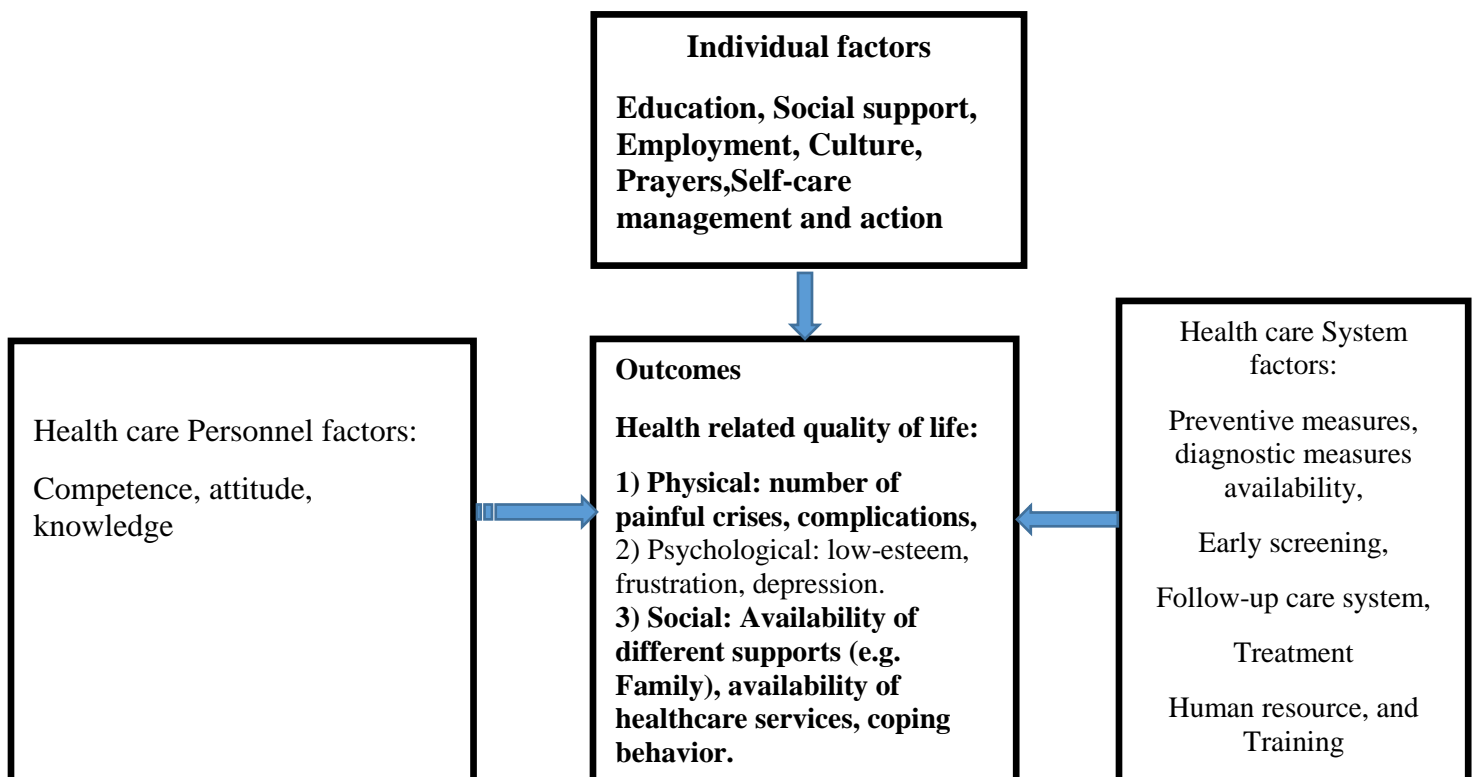 Individual factors
Education, Social support,
Employment, Culture,
Prayers,Self-care
management and action
Health care Personnel factors:
Competence, attitude,
knowledge
Outcomes
Health related quality of life:
1) Physical: number of
painful crises, complications,
2) Psychological: low-esteem,
frustration, depression.
3) Social: Availability of
different supports (e.g.
Family), availability of
healthcare services, coping
behavior.
Health care System
factors:
Preventive measures,
diagnostic measures
availability,
Early screening,
Follow-up care system,
Treatment
Human resource, and
Training